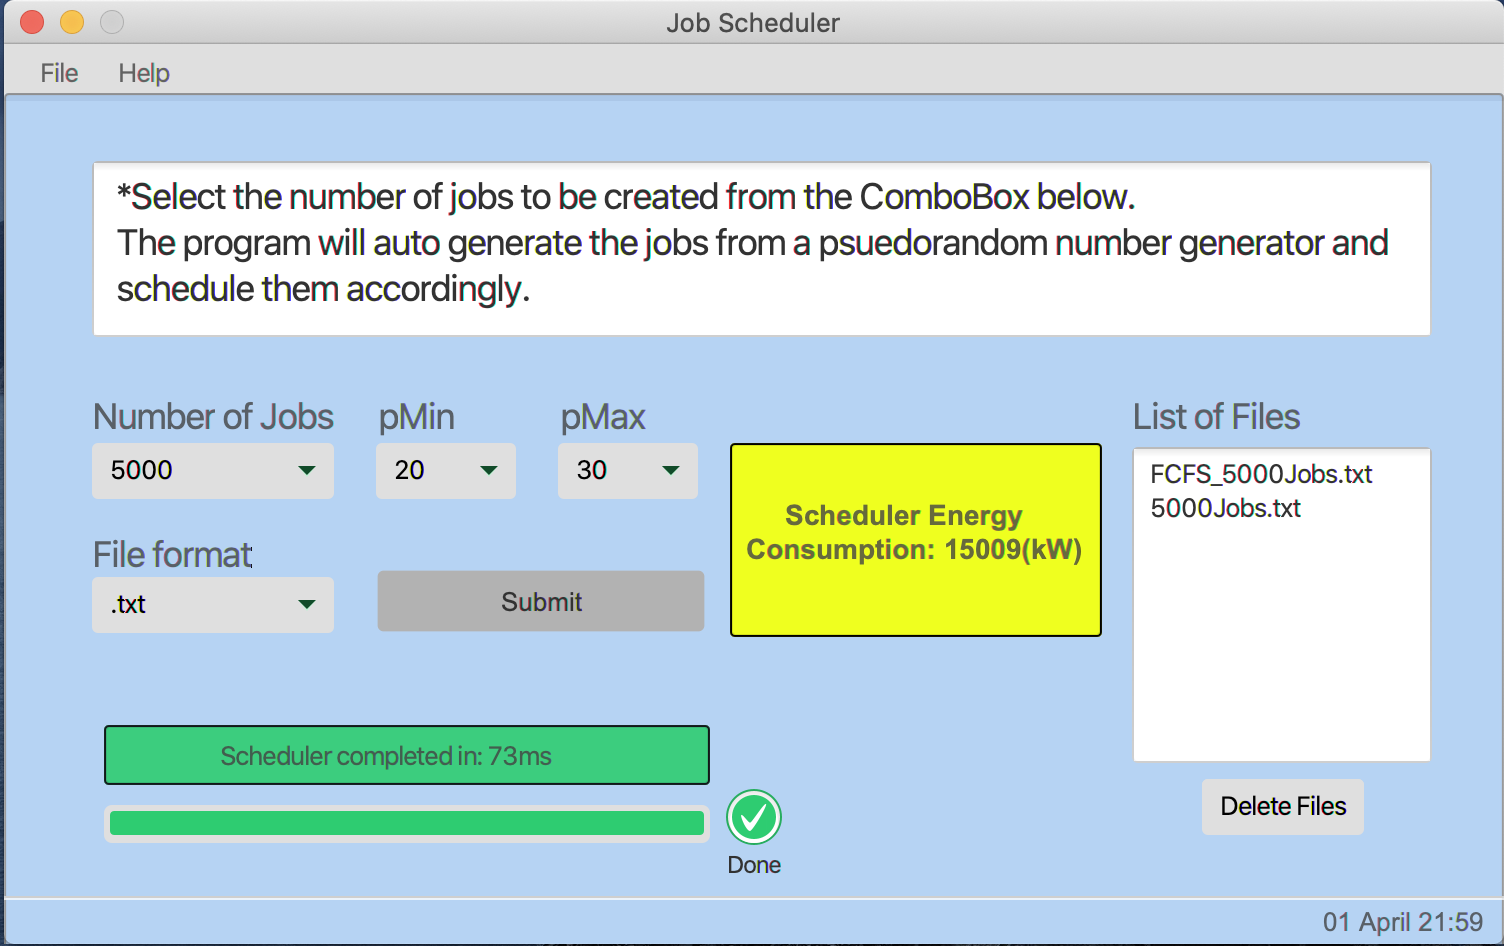 Job Scheduler
File Help
*Select the number of jobs to be created from the ComboBox below.
The program will auto generate the jobs from a psuedorandom number generator and
schedule them accordingly.
Number of Jobs pMin pMax List of Files
5000 20 30
FCFS_5000Jobs.txt
5000Jobs.txt
Scheduler Energy
Consumption: 15009(kW)
File format
.txt Submit
Scheduler completed in: 73ms
Delete Files
Done
01 April 21:59